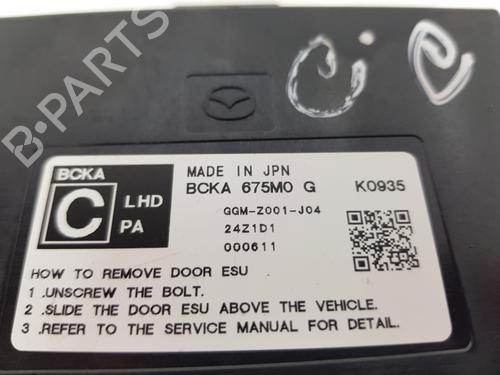 B-PARTS
BCKA
C LHD
PA
MADE IN JPN
BCKA 675M0 G K0935
GGM-Z001-J04
24Z1D1
000611
HOW TO REMOVE DOOR ESU
1 .UNSCREW THE BOLT.
2 .SLIDE THE DOOR ESU ABOVE THE VEHICLE.
3 .REFER TO THE SERVICE MANUAL FOR DETAIL.